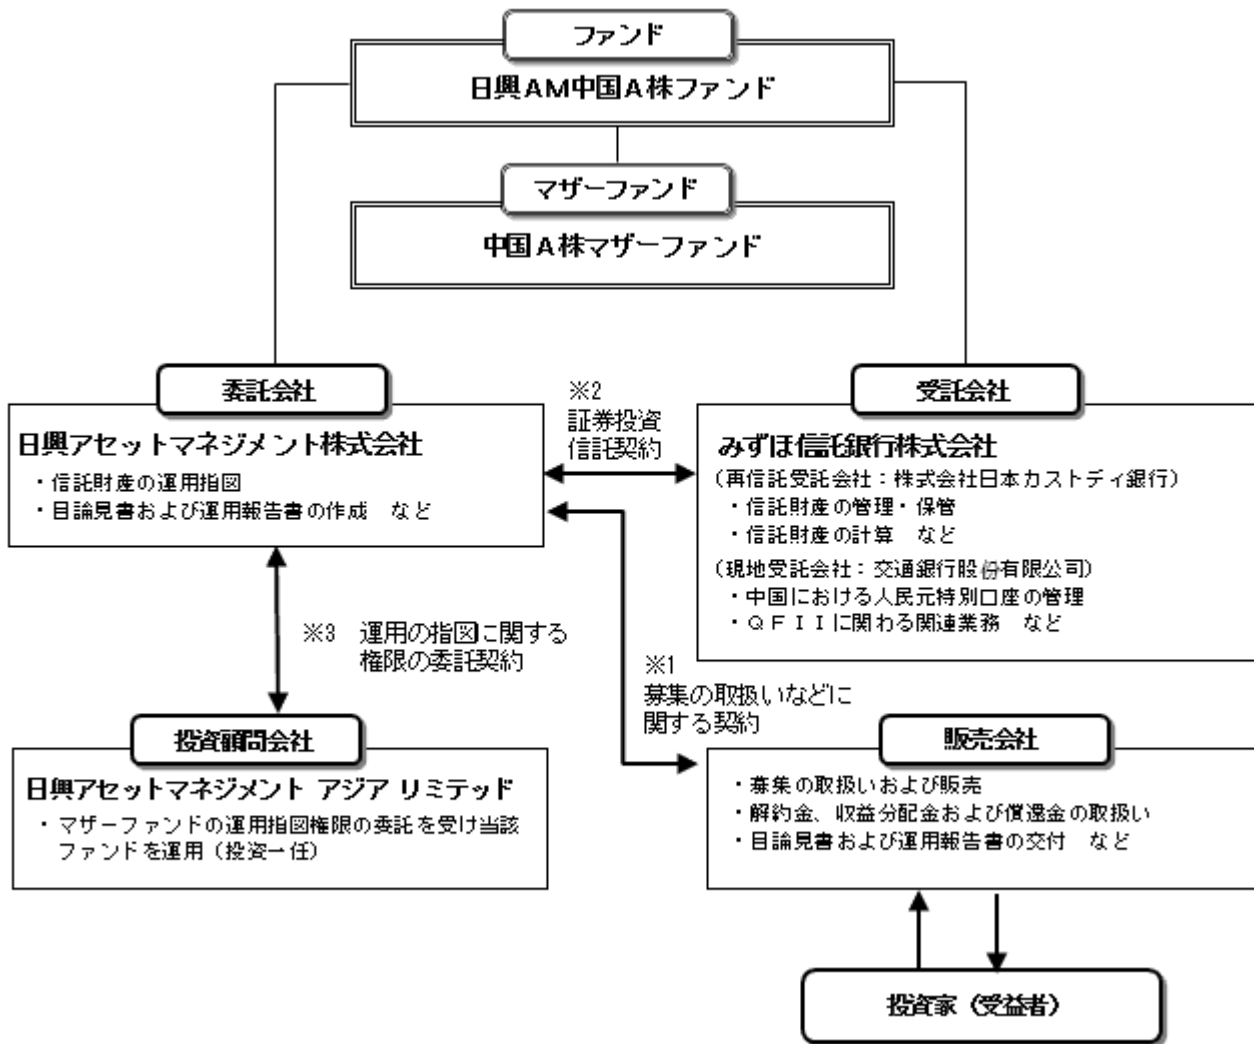 ファンド
日興AM中国A株ファンド
マザーファンド
中国A株マザーファンド
委託会社
日興アセットマネジメント株式会社
・信託財産の運用指図
・目論見書および運用報告書の作成　など
※2
証券投資
信託契約
受託会社
みずほ信託銀行株式会社
(再信託受託会社：株式会社日本カストディ銀行)
・信託財産の管理・保管
・信託財産の計算　など
(現地受託会社：交通銀行股份有限公司)
・中国における人民元特別口座の管理
・ＱＦＩＩに関わる関連業務　など
※3　運用の指図に関する
権限の委託契約
※1
募集の取扱いなどに
関する契約
投資顧問会社
日興アセットマネジメント アジア リミテッド
・マザーファンドの運用指図権限の委託を受け当該
ファンドを運用（投資一任）
販売会社
・募集の取扱いおよび販売
・解約金、収益分配金および償還金の取扱い
・目論見書および運用報告書の交付　など
投資家（受益者）